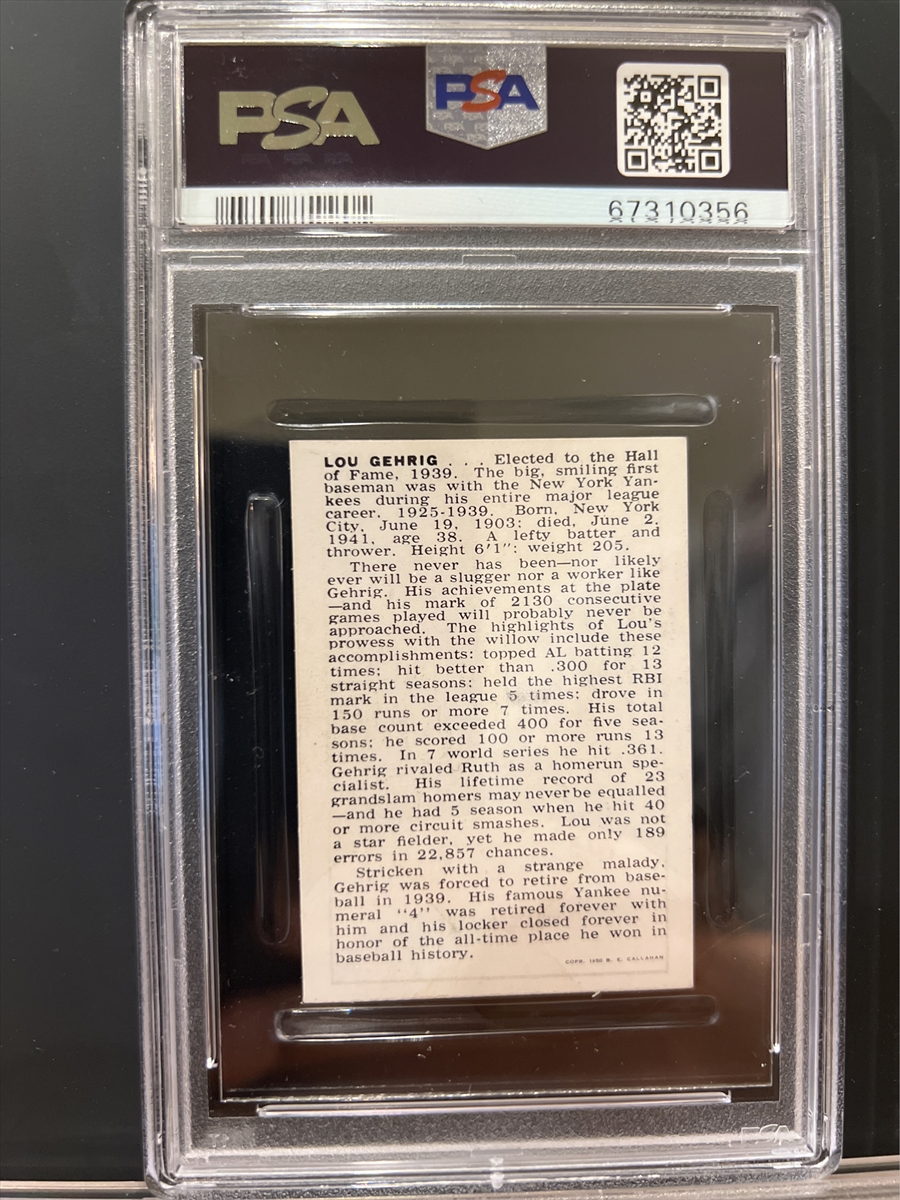 PSA
PSA
67310356
LOU GEHRIG . . . Elected to the Hall
of Fame, 1939. The big, smiling first
baseman was with the New York Yan-
kees during his entire major league
career, 1925-1939. Born, New York
City, June 19, 1903; died, June 2,
1941, age 38. A lefty batter and
thrower. Height 6'1"; weight 205.
There never has been—nor likely
ever will be a slugger nor a worker like
Gehrig. His achievements at the plate
—and his mark of 2130 consecutive
games played will probably never be
approached. The highlights of Lou's
prowess with the willow include these
accomplishments: topped AL batting 12
times; hit better than .300 for 13
straight seasons; held the highest RBI
mark in the league 5 times; drove in
150 runs or more 7 times. His total
base count exceeded 400 for five sea-
sons; he scored 100 or more runs 13
times. In 7 world series he hit .361.
Gehrig rivaled Ruth as a homerun spe-
cialist. His lifetime record of 23
grandslam homers may never be equalled
—and he had 5 season when he hit 40
or more circuit smashes. Lou was not
a star fielder, yet he made only 189
errors in 22,857 chances.
Stricken with a strange malady,
Gehrig was forced to retire from base-
ball in 1939. His famous Yankee nu-
meral "4" was retired forever with
him and his locker closed forever in
honor of the all-time place he won in
baseball history.
COPR. 1950 B. E. CALLAHAN
PSA